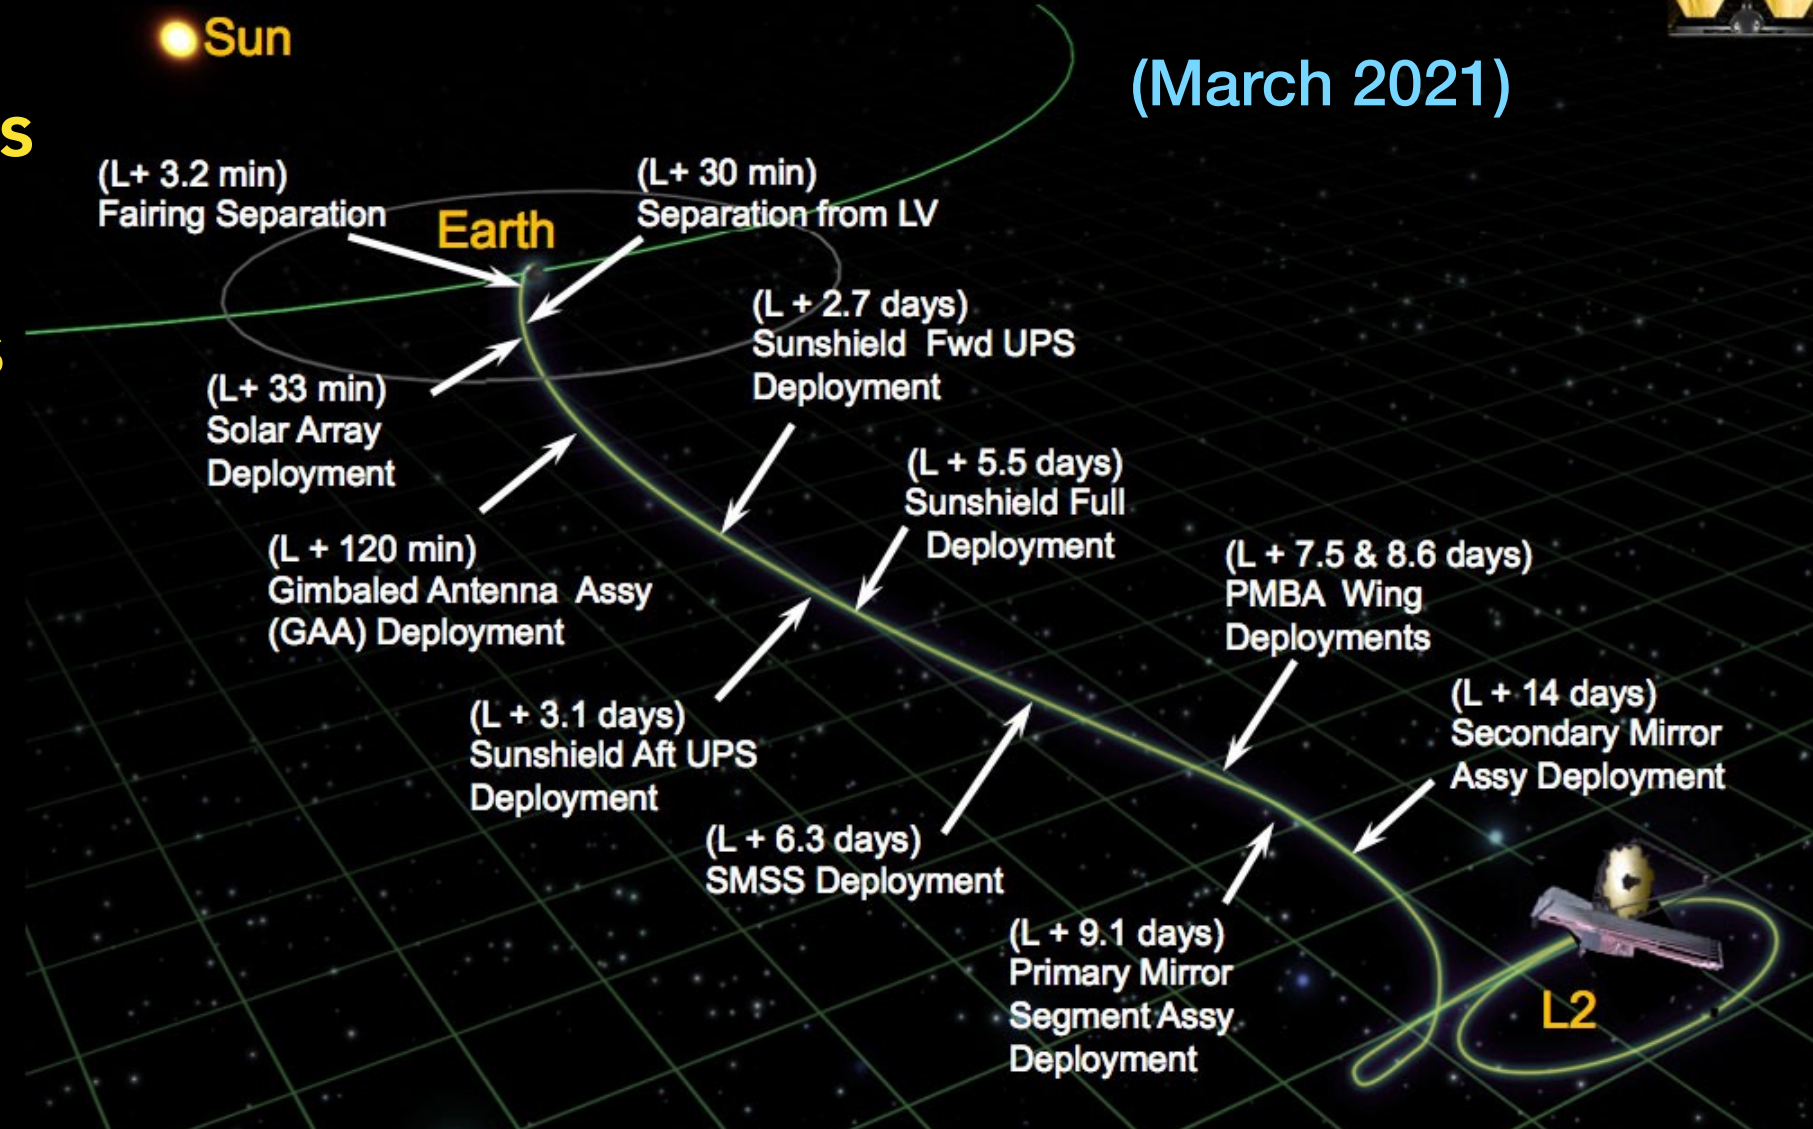 Sun
(March 2021)
s
(L+ 3.2 min)
Fairing Separation
(L+ 30 min)
Separation from LV
Earth
(L + 2.7 days)
Sunshield Fwd UPS
Deployment
s
(L+ 33 min)
Solar Array
Deployment
(L + 5.5 days)
Sunshield Full
Deployment
(L + 120 min)
Gimbaled Antenna Assy
(GAA) Deployment
(L + 7.5 & 8.6 days)
PMBA Wing
Deployments
(L + 3.1 days)
Sunshield Aft UPS
Deployment
(L + 14 days)
Secondary Mirror
Assy Deployment
(L + 6.3 days)
SMSS Deployment
(L + 9.1 days)
Primary Mirror
Segment Assy
Deployment
L2